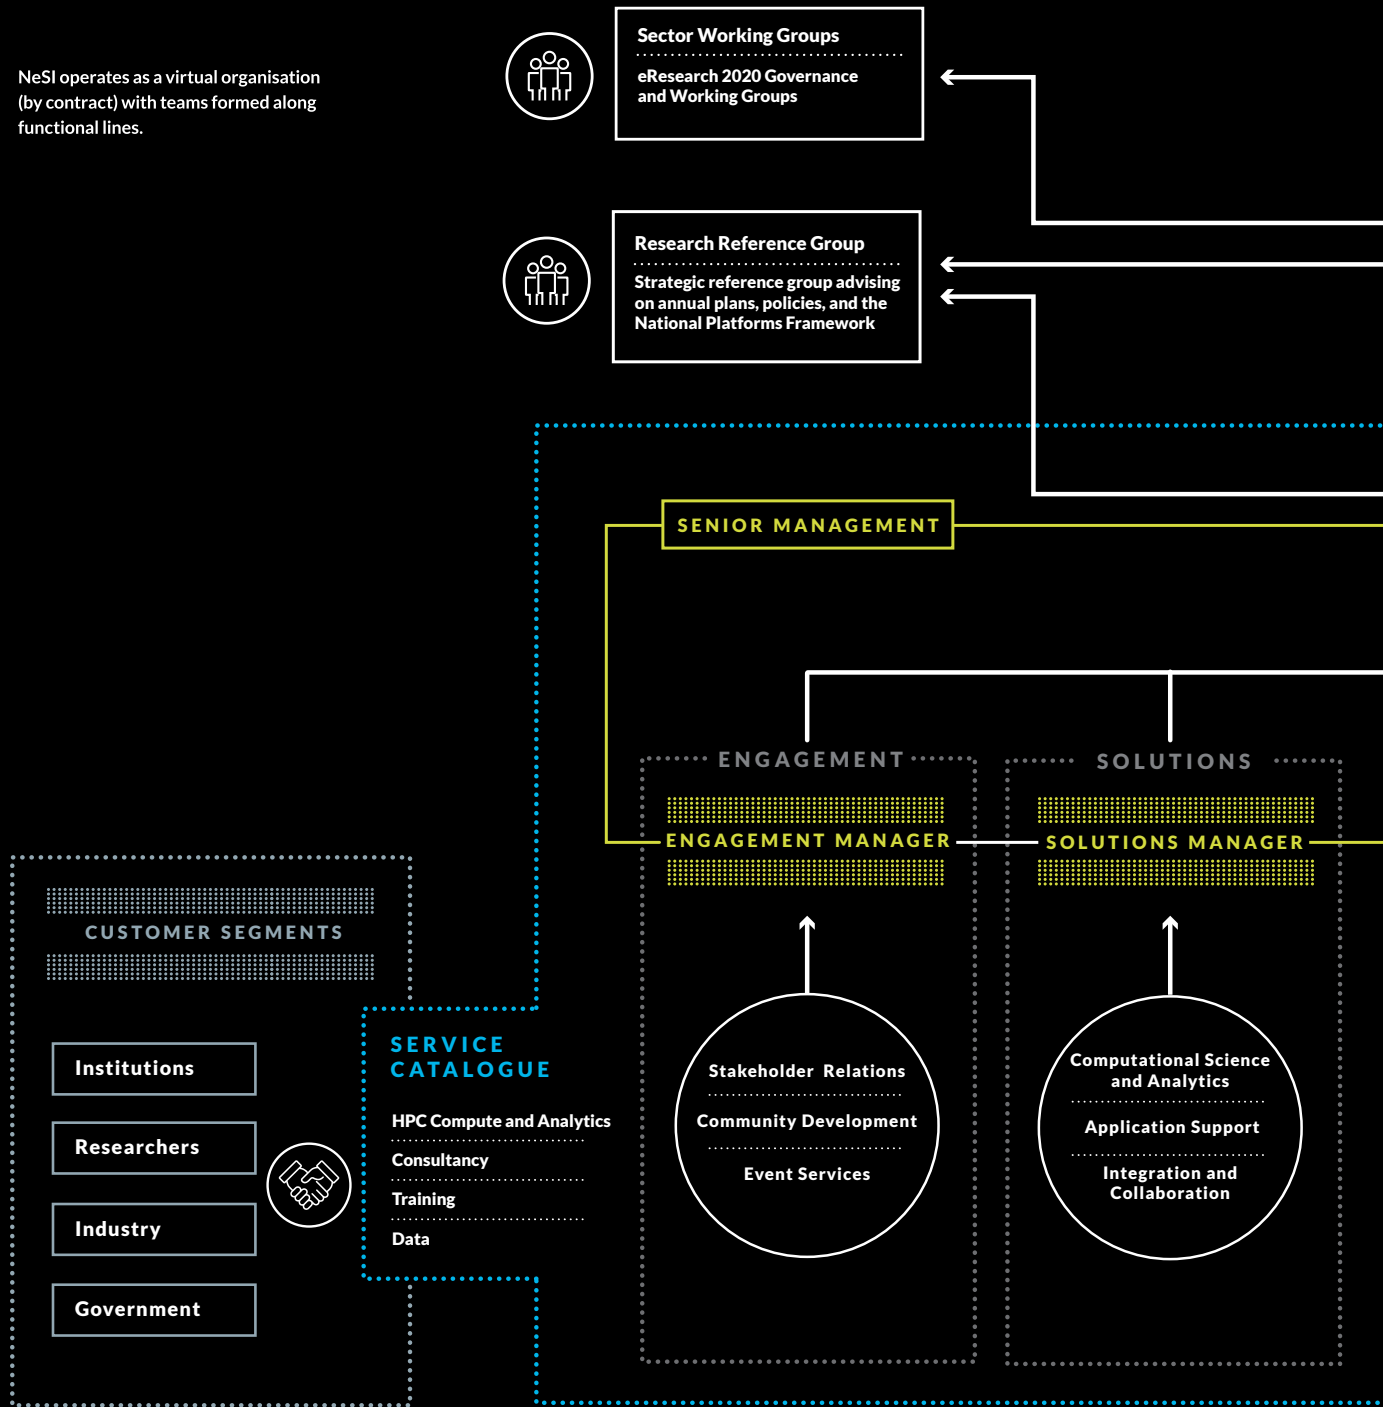 NeSI operates as a virtual organisation
(by contract) with teams formed along
functional lines.
Sector Working Groups
eResearch 2020 Governance
and Working Groups
Research Reference Group
Strategic reference group advising
on annual plans, policies, and the
National Platforms Framework
SENIOR MANAGEMENT
ENGAGEMENT
ENGAGEMENT MANAGER
Stakeholder Relations
Community Development
Event Services
SOLUTIONS
SOLUTIONS MANAGER
Computational Science
and Analytics
Application Support
Integration and
Collaboration
CUSTOMER SEGMENTS
Institutions
Researchers
Industry
Government
SERVICE
CATALOGUE
HPC Compute and Analytics
Consultancy
Training
Data